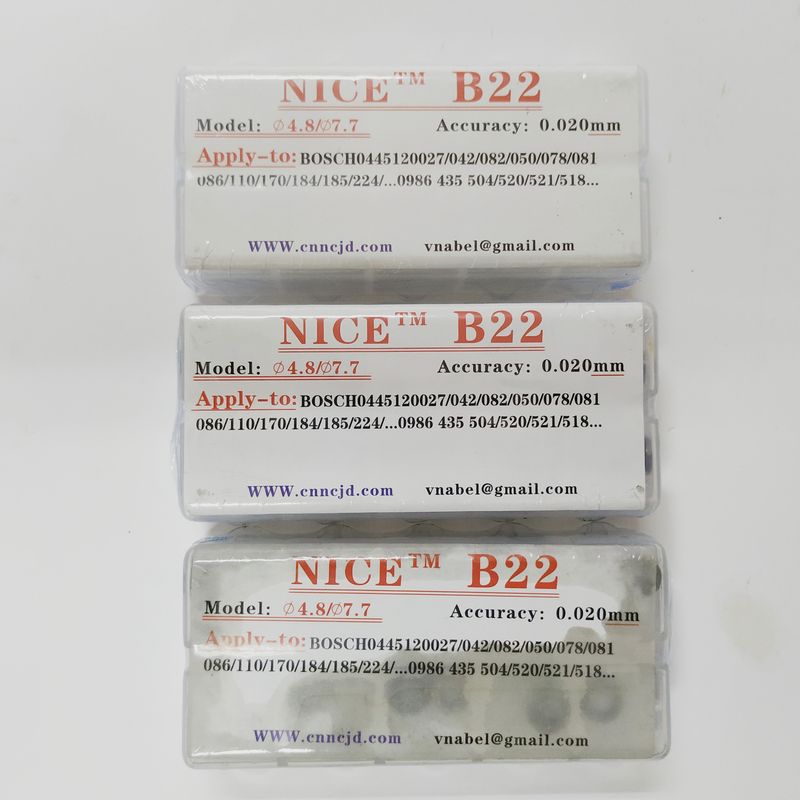 NICE™ B22
Model: ∅4.8/∅7.7 Accuracy: 0.020mm
Apply-to: BOSCH0445120027/042/082/050/078/081
086/110/170/184/185/224/...0986 435 504/520/521/518...
WWW.cnncjd.com vnabel@gmail.com
NICE™ B22
Model: ∅4.8/∅7.7 Accuracy: 0.020mm
Apply-to: BOSCH0445120027/042/082/050/078/081
086/110/170/184/185/224/...0986 435 504/520/521/518...
WWW.cnncjd.com vnabel@gmail.com
NICE™ B22
Model: ∅4.8/∅7.7 Accuracy: 0.020mm
Apply-to: BOSCH0445120027/042/082/050/078/081
086/110/170/184/185/224/...0986 435 504/520/521/518...
WWW.cnncjd.com vnabel@gmail.com